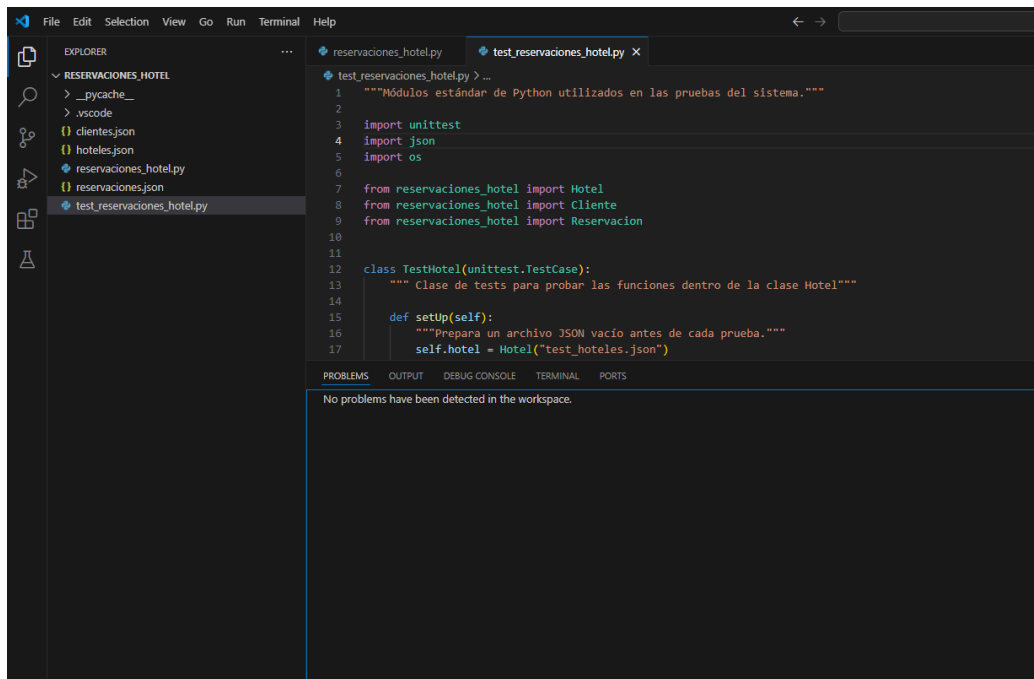 File Edit Selection View Go Run Terminal Help
EXPLORER
RESERVACIONES_HOTEL
__pycache__
.vscode
{} clientes.json
{} hoteles.json
reservaciones_hotel.py
{} reservaciones.json
test_reservaciones_hotel.py
reservaciones_hotel.py test_reservaciones_hotel.py
test_reservaciones_hotel.py > ...
1 """Módulos estándar de Python utilizados en las pruebas del sistema."""
2
3 import unittest
4 import json
5 import os
6
7 from reservaciones_hotel import Hotel
8 from reservaciones_hotel import Cliente
9 from reservaciones_hotel import Reservacion
10
11
12 class TestHotel(unittest.TestCase):
13 """ Clase de tests para probar las funciones dentro de la clase Hotel"""
14
15 def setUp(self):
16 """Prepara un archivo JSON vacío antes de cada prueba."""
17 self.hotel = Hotel("test_hoteles.json")
PROBLEMS OUTPUT DEBUG CONSOLE TERMINAL PORTS
No problems have been detected in the workspace.